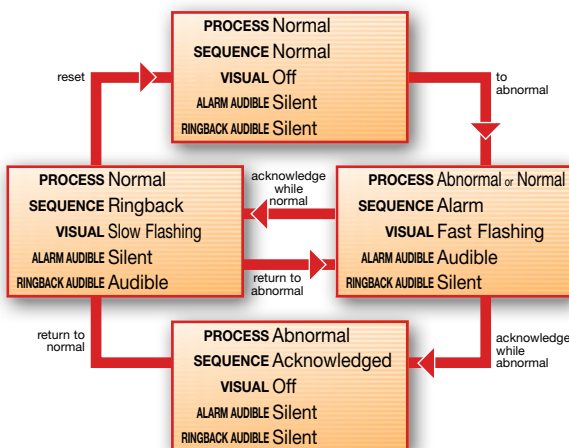 PROCESS Normal
SEQUENCE Normal
VISUAL Off
ALARM AUDIBLE Silent
RINGBACK AUDIBLE Silent
reset
to
abnormal
PROCESS Normal
SEQUENCE Ringback
VISUAL Slow Flashing
ALARM AUDIBLE Silent
RINGBACK AUDIBLE Audible
acknowledge
while
normal
return to
abnormal
PROCESS Abnormal or Normal
SEQUENCE Alarm
VISUAL Fast Flashing
ALARM AUDIBLE Audible
RINGBACK AUDIBLE Silent
return to
normal
acknowledge
while
abnormal
PROCESS Abnormal
SEQUENCE Acknowledged
VISUAL Off
ALARM AUDIBLE Silent
RINGBACK AUDIBLE Silent